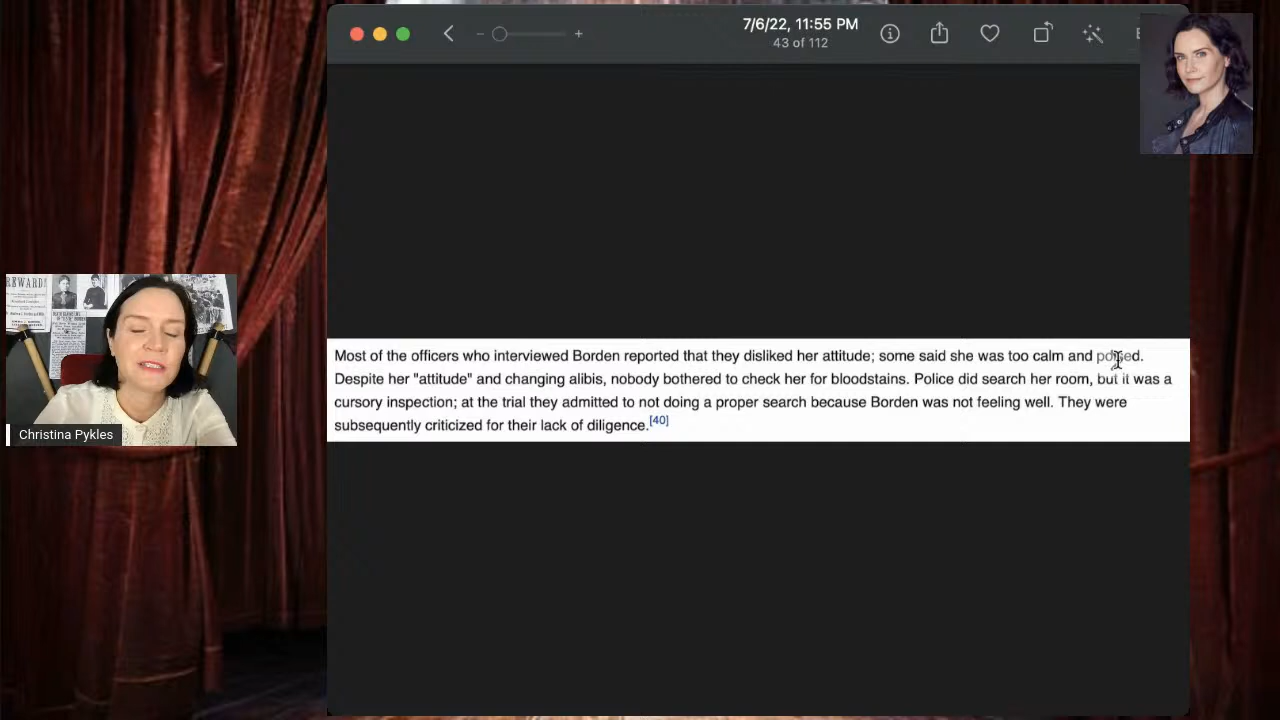 7/6/22, 11:55 PM
43 of 112
REWARD!
Christina Pykles
Most of the officers who interviewed Borden reported that they disliked her attitude; some said she was too calm and poised.
Despite her "attitude" and changing alibis, nobody bothered to check her for bloodstains. Police did search her room, but it was a
cursory inspection; at the trial they admitted to not doing a proper search because Borden was not feeling well. They were
subsequently criticized for their lack of diligence.[40]